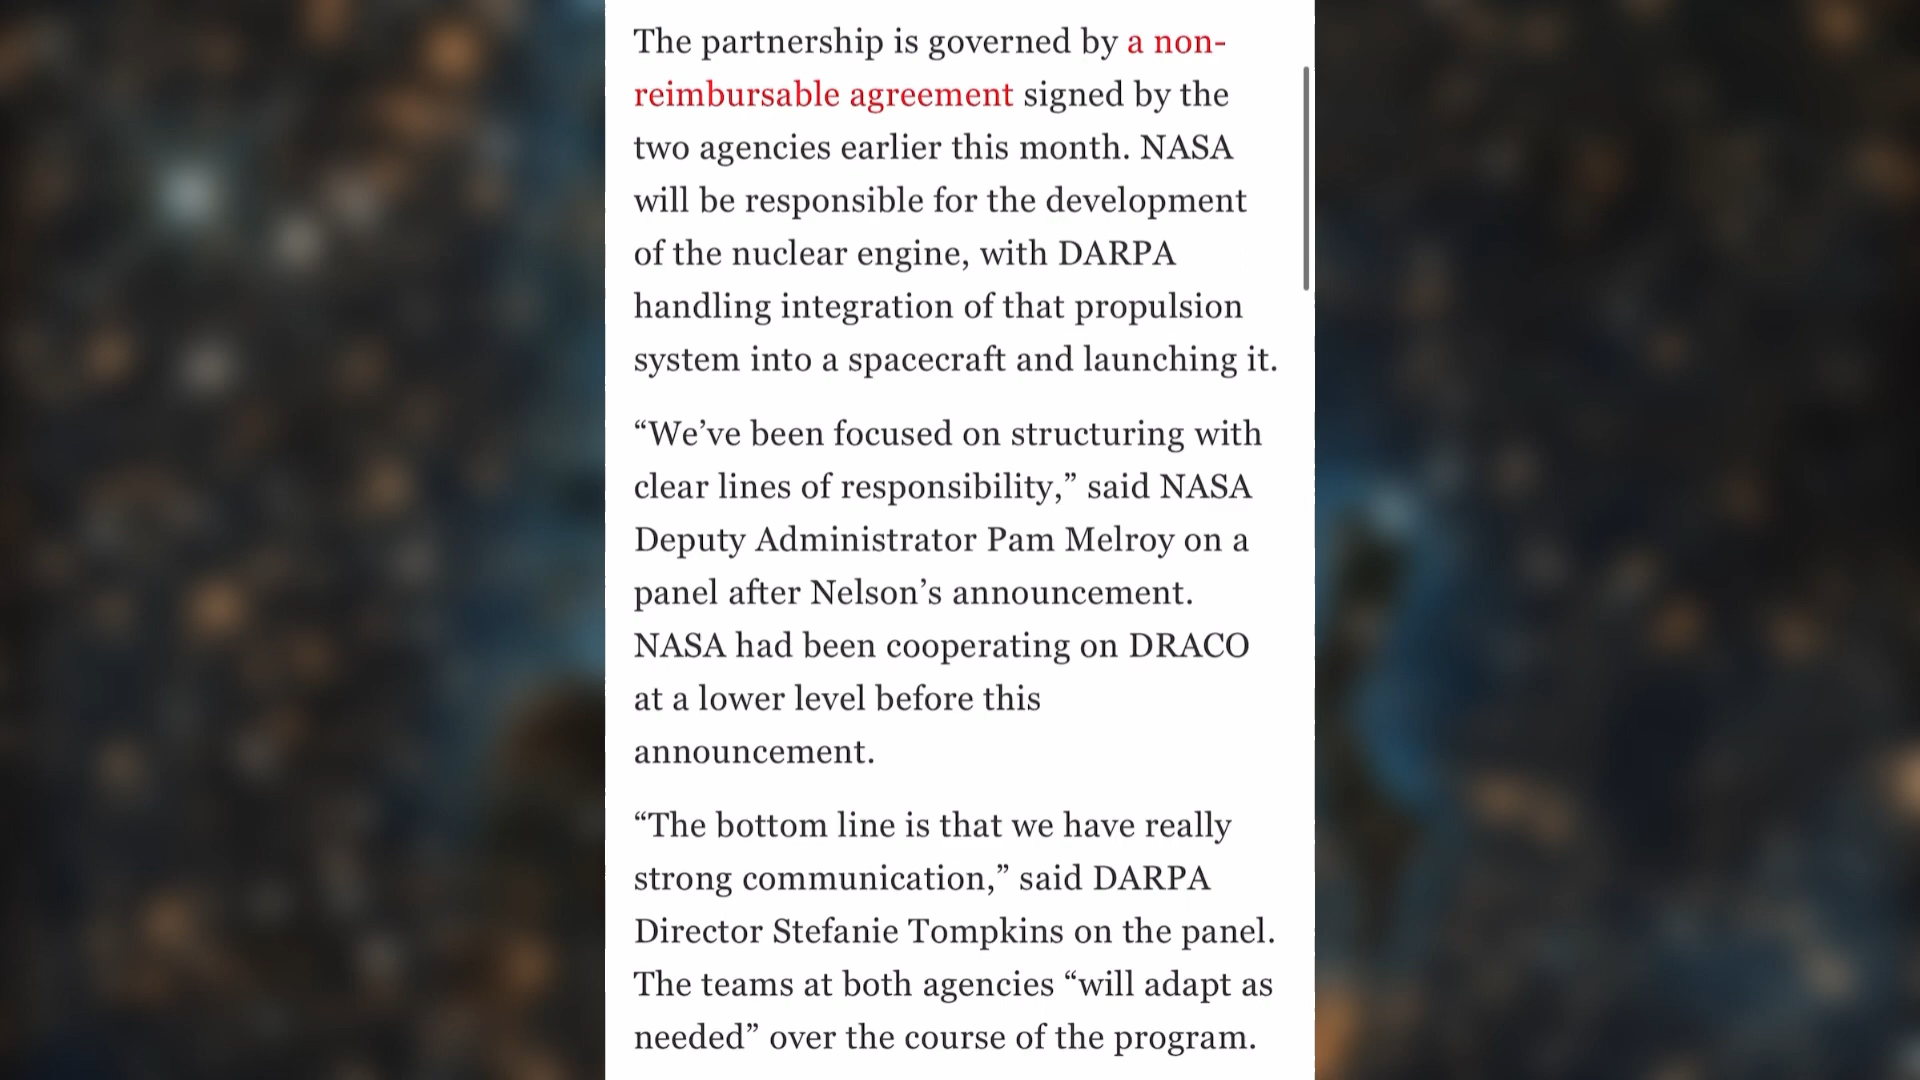 The partnership is governed by a non-
reimbursable agreement signed by the
two agencies earlier this month. NASA
will be responsible for the development
of the nuclear engine, with DARPA
handling integration of that propulsion
system into a spacecraft and launching it.
“We’ve been focused on structuring with
clear lines of responsibility,” said NASA
Deputy Administrator Pam Melroy on a
panel after Nelson’s announcement.
NASA had been cooperating on DRACO
at a lower level before this
announcement.
“The bottom line is that we have really
strong communication,” said DARPA
Director Stefanie Tompkins on the panel.
The teams at both agencies “will adapt as
needed” over the course of the program.